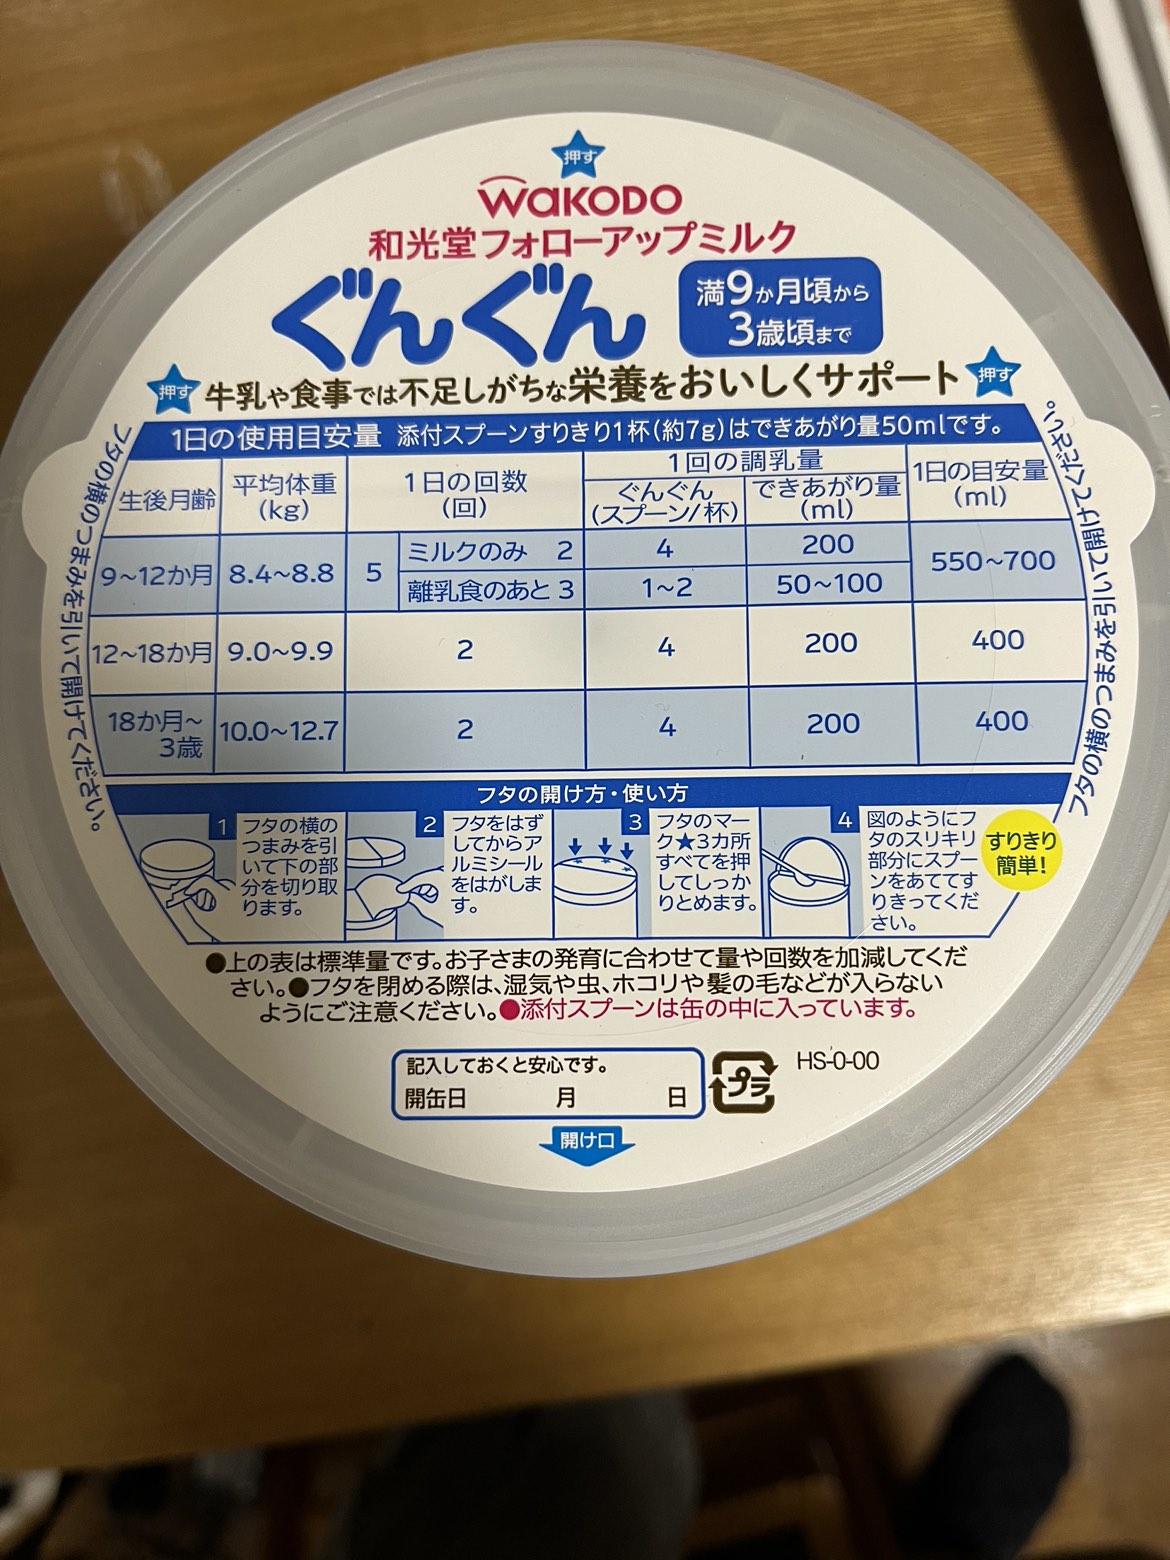 押す
WAKODO
和光堂フォローアップミルク
ぐんぐん
満9か月頃から
3歳頃まで
押す
牛乳や食事では不足しがちな栄養をおいしくサポート
押す
フタの横のつまみを引いて開けてください。
フタの横のつまみを引いて開けてください。
1日の使用目安量 添付スプーンすりきり1杯(約7g)はできあがり量50mlです。
生後月齢 平均体重(kg) 1日の回数(回) 1回の調乳量 1日の目安量(ml)
ぐんぐん(スプーン/杯) できあがり量(ml)
9~12か月 8.4~8.8 5 ミルクのみ 2 4 200 550~700
離乳食のあと 3 1~2 50~100
12~18か月 9.0~9.9 2 4 200 400
18か月~3歳 10.0~12.7 2 4 200 400
フタの開け方・使い方
1 フタの横の
つまみを引
いて下の部
分を切り取
ります。
2 フタをはず
してからア
ルミシール
をはがしま
す。
3 フタのマー
ク★3カ所
すべてを押
してしっか
りとめます。
4 図のようにフ
タのスリキリ
部分にスプー
ンをあててす
りきってくだ
さい。
すりきり
簡単!
●上の表は標準量です。お子さまの発育に合わせて量や回数を加減してくだ
さい。●フタを閉める際は、湿気や虫、ホコリや髪の毛などが入らない
ようにご注意ください。●添付スプーンは缶の中に入っています。
記入しておくと安心です。
開缶日 月 日
プラ
HS-0-00
開け口